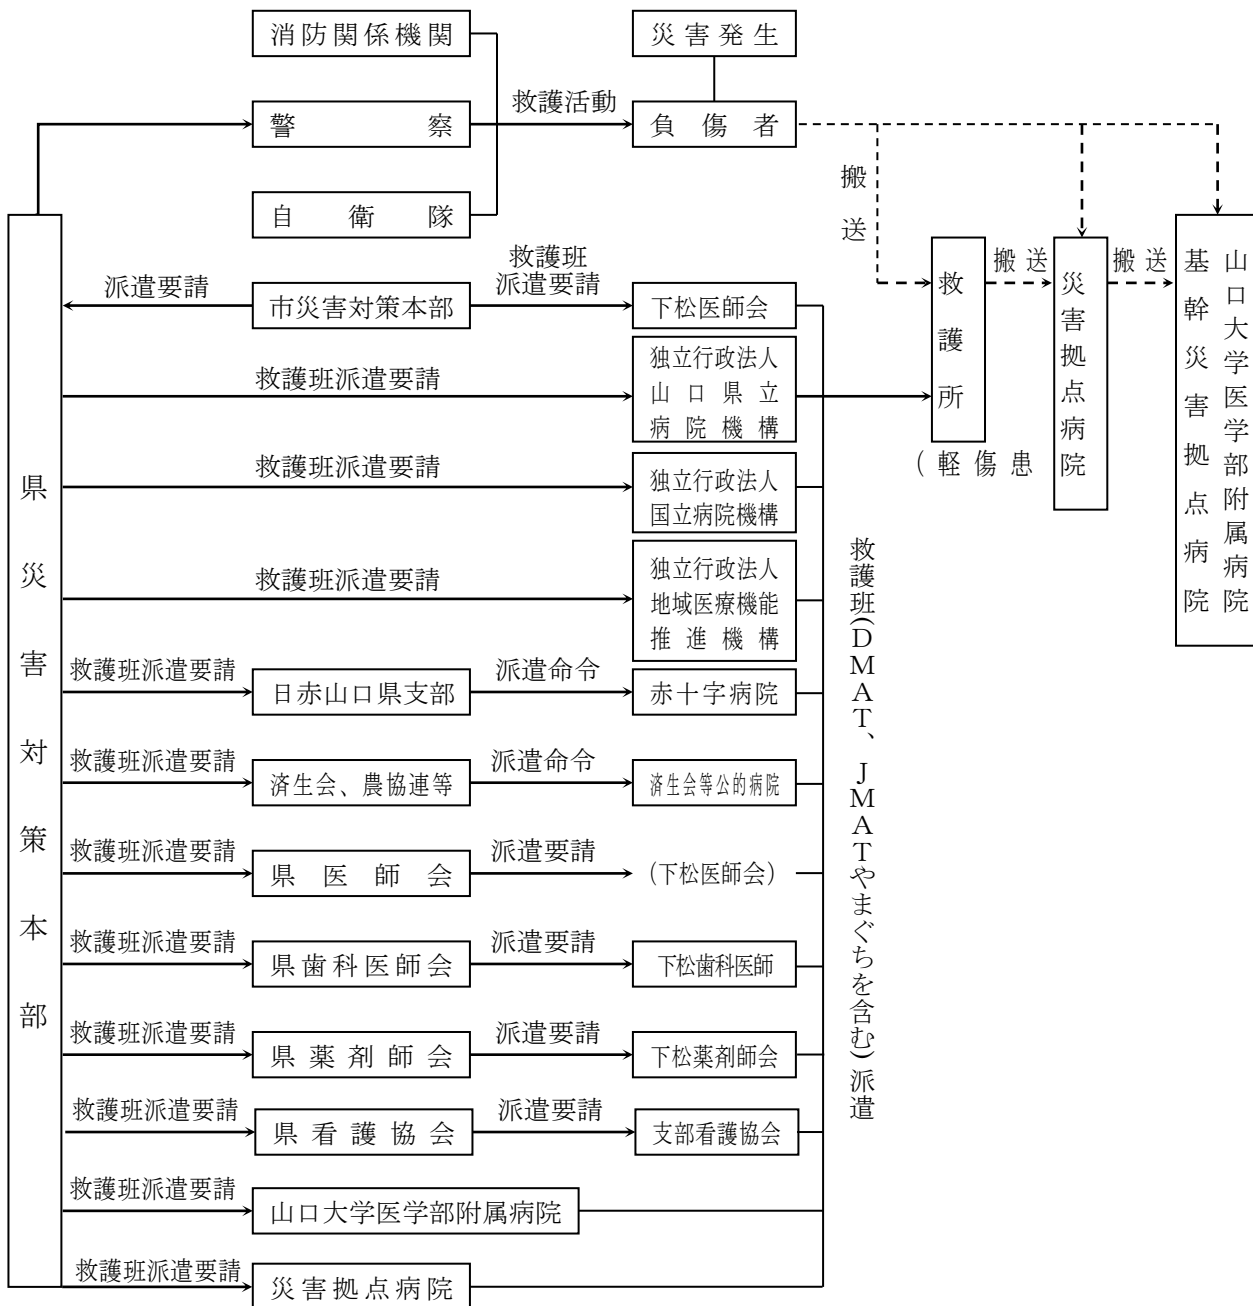 消防関係機関
災害発生
救護活動
警察
負傷者
搬送
自衛隊
救護班
派遣要請
派遣要請
市災害対策本部
下松医師会
救護所
搬送
災害拠点病院
搬送
基幹災害拠点病院
山口大学医学部附属病院
(軽傷患
救護班派遣要請
独立行政法人
山口県立
病院機構
救護班派遣要請
独立行政法人
国立病院機構
県災害対策本部
救護班派遣要請
独立行政法人
地域医療機能
推進機構
救護班(DMAT、JMATやまぐちを含む)派遣
救護班派遣要請
日赤山口県支部
派遣命令
赤十字病院
救護班派遣要請
済生会、農協連等
派遣命令
済生会等公的病院
救護班派遣要請
県医師会
派遣要請
(下松医師会)
救護班派遣要請
県歯科医師会
派遣要請
下松歯科医師
救護班派遣要請
県薬剤師会
派遣要請
下松薬剤師会
救護班派遣要請
県看護協会
派遣要請
支部看護協会
救護班派遣要請
山口大学医学部附属病院
救護班派遣要請
災害拠点病院